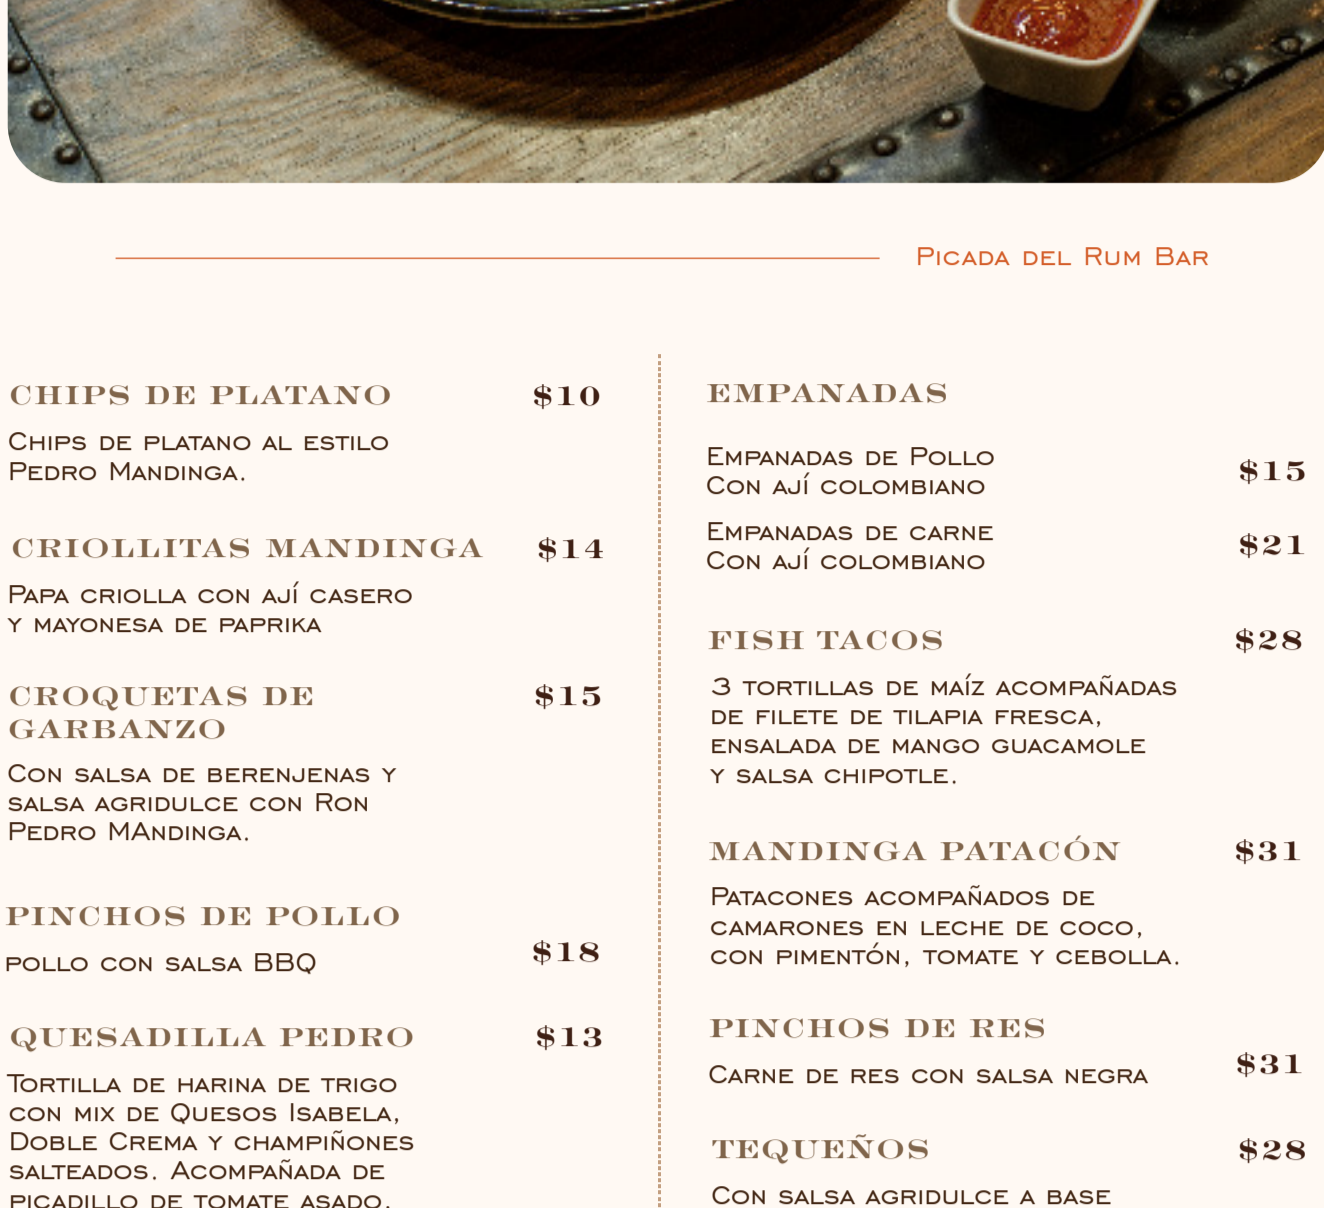 Picada del Rum Bar
CHIPS DE PLATANO $10
Chips de platano al estilo
Pedro Mandinga.
CRIOLLITAS MANDINGA $14
Papa criolla con ají casero
y mayonesa de paprika
CROQUETAS DE $15
GARBANZO
Con salsa de berenjenas y
salsa agridulce con Ron
Pedro MAndinga.
PINCHOS DE POLLO
pollo con salsa BBQ $18
QUESADILLA PEDRO $13
Tortilla de harina de trigo
con mix de Quesos Isabela,
Doble Crema y champiñones
salteados. Acompañada de
picadillo de tomate asado.
EMPANADAS
Empanadas de Pollo
Con ají colombiano $15
Empanadas de carne
Con ají colombiano $21
FISH TACOS $28
3 tortillas de maíz acompañadas
de filete de tilapia fresca,
ensalada de mango guacamole
y salsa chipotle.
MANDINGA PATACÓN $31
Patacones acompañados de
camarones en leche de coco,
con pimentón, tomate y cebolla.
PINCHOS DE RES
Carne de res con salsa negra $31
TEQUEÑOS $28
Con salsa agridulce a base